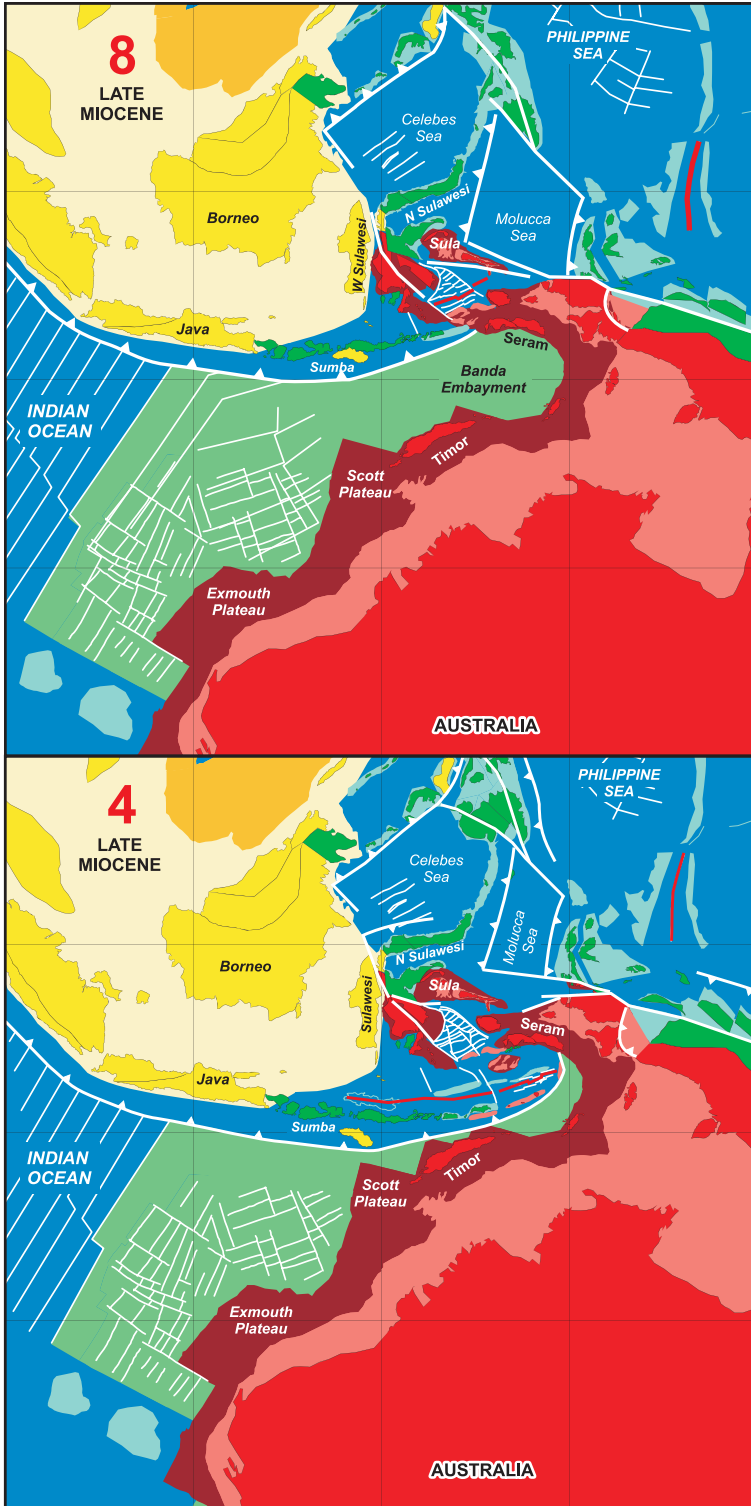 8
LATE
MIOCENE
PHILIPPINE
SEA
Celebes
Sea
Borneo
N Sulawesi
Molucca
Sea
W Sulawesi
Sula
Java
Seram
Sumba
Banda
Embayment
INDIAN
OCEAN
Timor
Scott
Plateau
Exmouth
Plateau
AUSTRALIA
4
LATE
MIOCENE
PHILIPPINE
SEA
Celebes
Sea
Molucca
Sea
N Sulawesi
Borneo
Sula
Sulawesi
Seram
Java
Sumba
INDIAN
OCEAN
Timor
Scott
Plateau
Exmouth
Plateau
AUSTRALIA